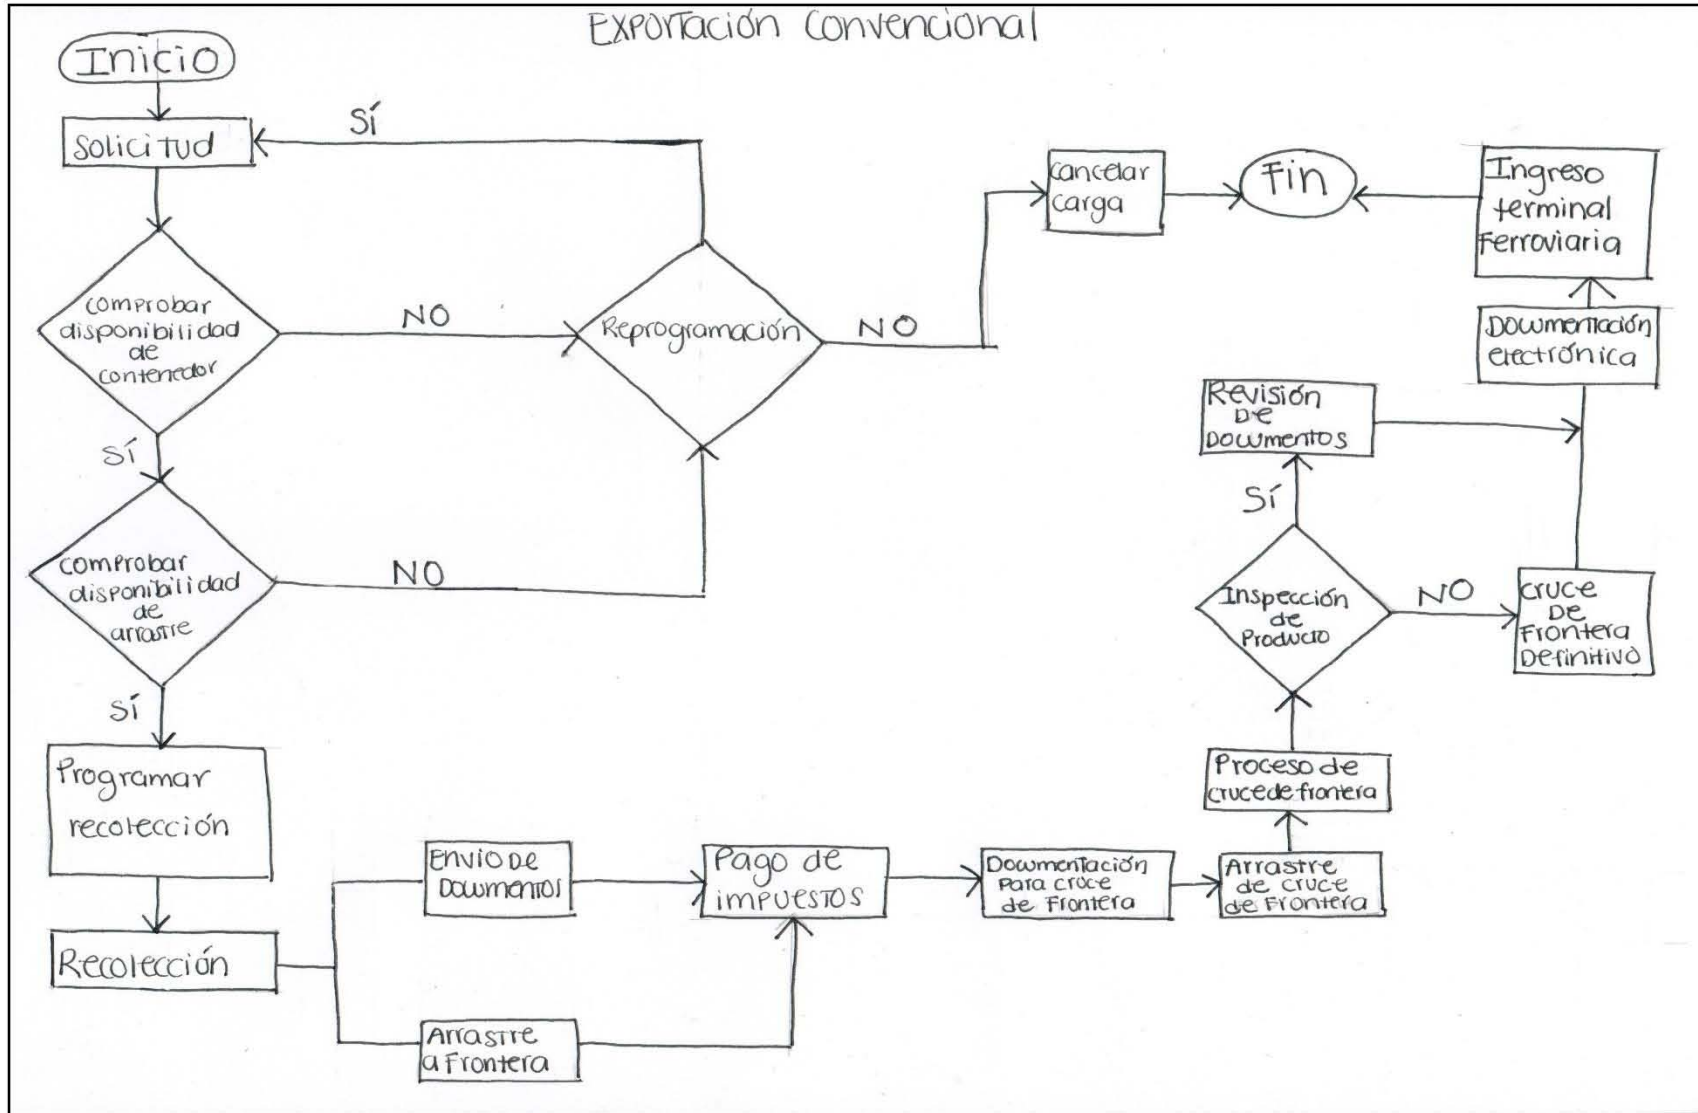 Exportación Convencional
Inicio
Solicitud
SÍ
comprobar
disponibilidad
de
contenedor
NO
Reprogramación
NO
cancelar
carga
Fin
Ingreso
terminal
Ferroviaria
Documentación
electrónica
SÍ
comprobar
disponibilidad
de
arrastre
NO
Revisión
DE
Documentos
SÍ
Inspección
de
Producto
NO
cruce
DE
Frontera
Definitivo
SÍ
Programar
recolección
Proceso de
cruce de frontera
Recolección
Envio DE
Documentos
Arrastre
a Frontera
Pago de
impuestos
Documentación
Para cruce
de Frontera
Arrastre
de cruce
de Frontera